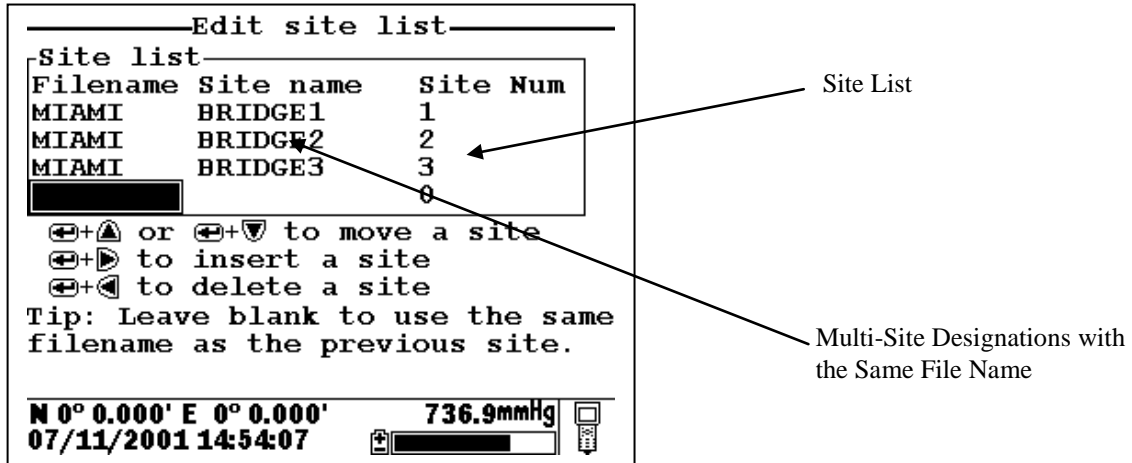 Edit site list
Site list
Filename Site name Site Num
MIAMI BRIDGE1 1
MIAMI BRIDGE2 2
MIAMI BRIDGE3 3
0
+ or + to move a site
+ to insert a site
+ to delete a site
Tip: Leave blank to use the same
filename as the previous site.
N 0° 0.000' E 0° 0.000' 736.9mmHg
07/11/2001 14:54:07
Site List
Multi-Site Designations with
the Same File Name